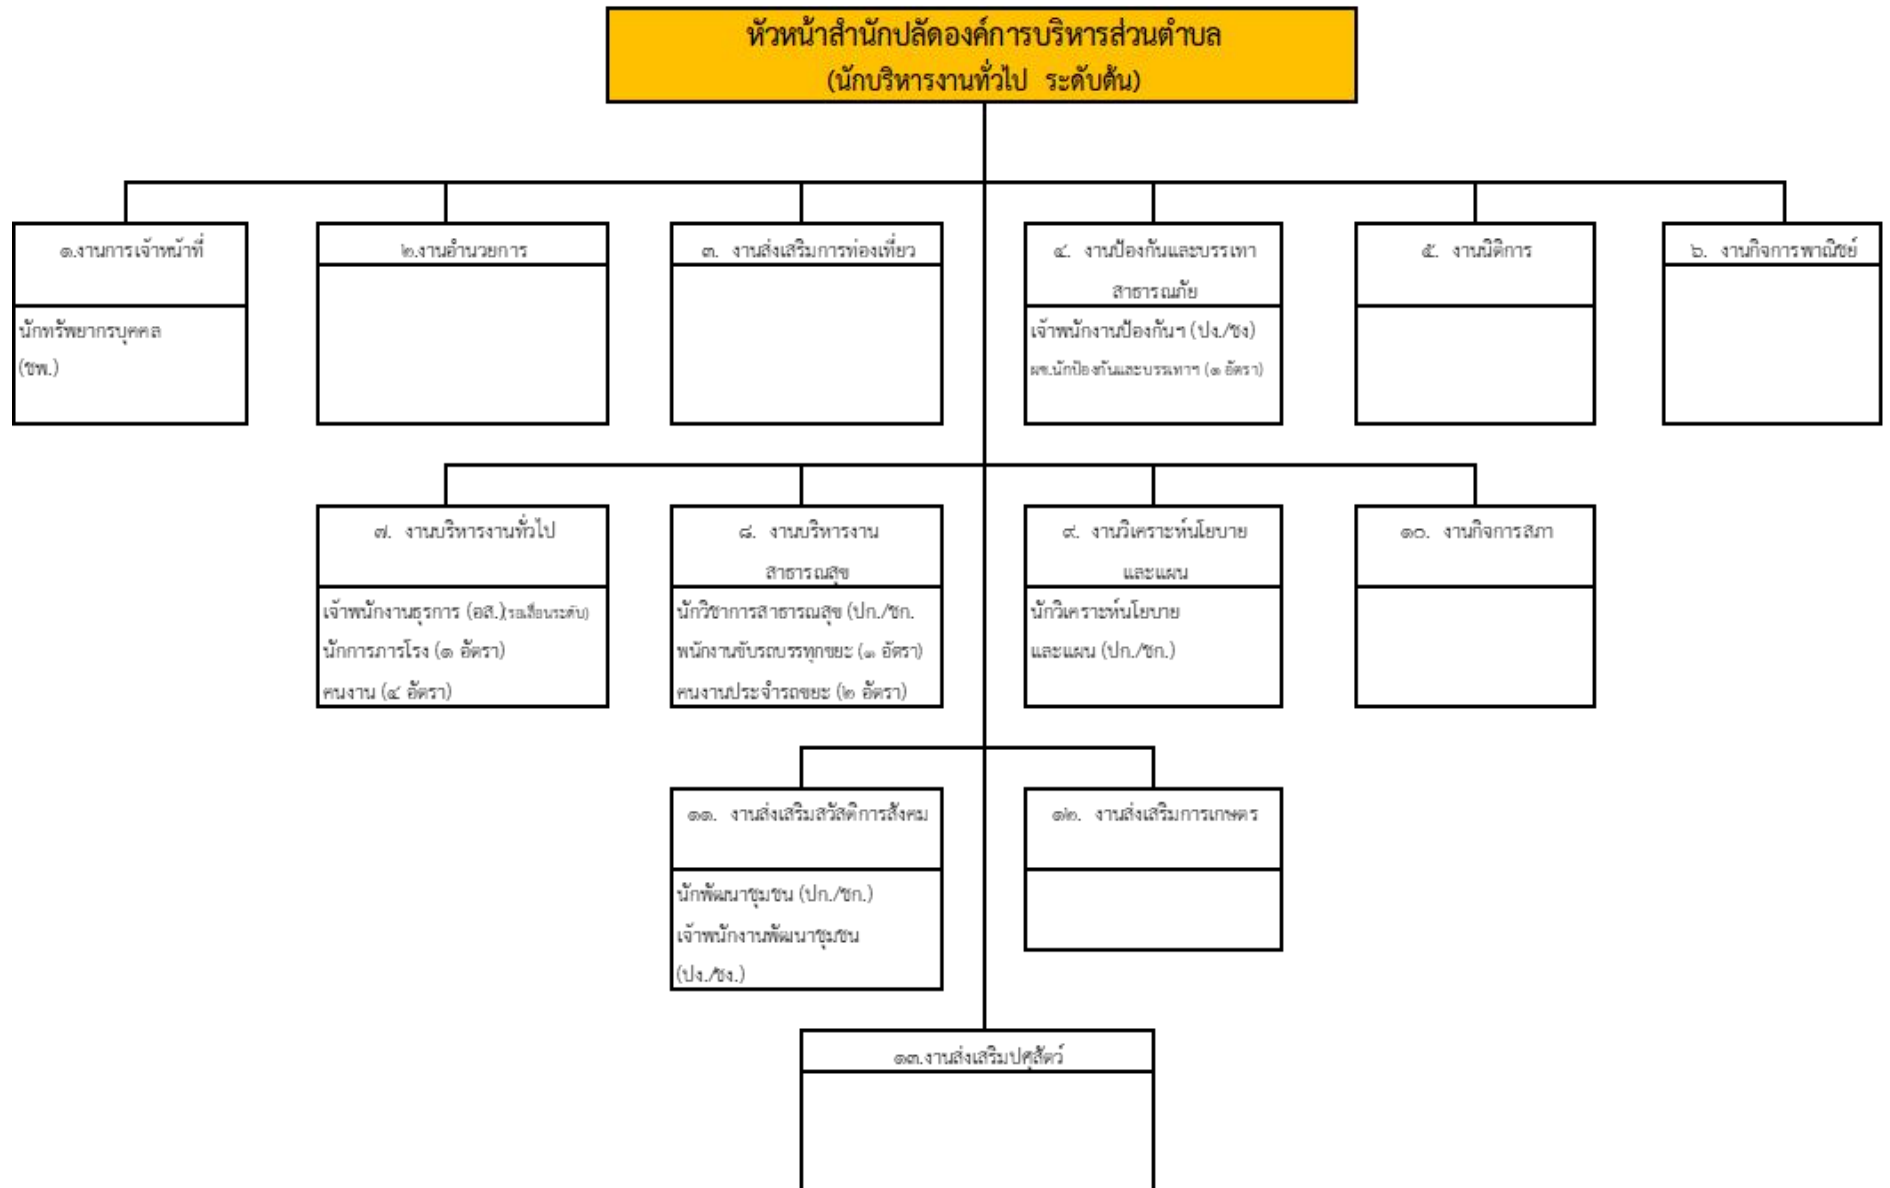 หัวหน้าสำนักปลัดองค์การบริหารส่วนตำบล
(นักบริหารงานทั่วไป ระดับต้น)
๑.งานการเจ้าหน้าที่
นักทรัพยากรบุคคล
(ชพ.)
๒.งานอำนวยการ
๓. งานส่งเสริมการท่องเที่ยว
๔. งานป้องกันและบรรเทา
สาธารณภัย
เจ้าพนักงานป้องกันฯ (ปง./ชง)
ผช.นักป้องกันและบรรเทาฯ (๑ อัตรา)
๕. งานนิติการ
๖. งานกิจการพาณิชย์
๗. งานบริหารงานทั่วไป
เจ้าพนักงานธุรการ (อส.)(รอเลื่อนระดับ)
นักการภารโรง (๑ อัตรา)
คนงาน (๔ อัตรา)
๘. งานบริหารงาน
สาธารณสุข
นักวิชาการสาธารณสุข (ปก./ชก.
พนักงานขับรถบรรทุกขยะ (๑ อัตรา)
คนงานประจำรถขยะ (๒ อัตรา)
๙. งานวิเคราะห์นโยบาย
และแผน
นักวิเคราะห์นโยบาย
และแผน (ปก./ชก.)
๑๐. งานกิจการสภา
๑๑. งานส่งเสริมสวัสดิการสังคม
นักพัฒนาชุมชน (ปก./ชก.)
เจ้าพนักงานพัฒนาชุมชน
(ปง./ชง.)
๑๒. งานส่งเสริมการเกษตร
๑๓.งานส่งเสริมปศุสัตว์